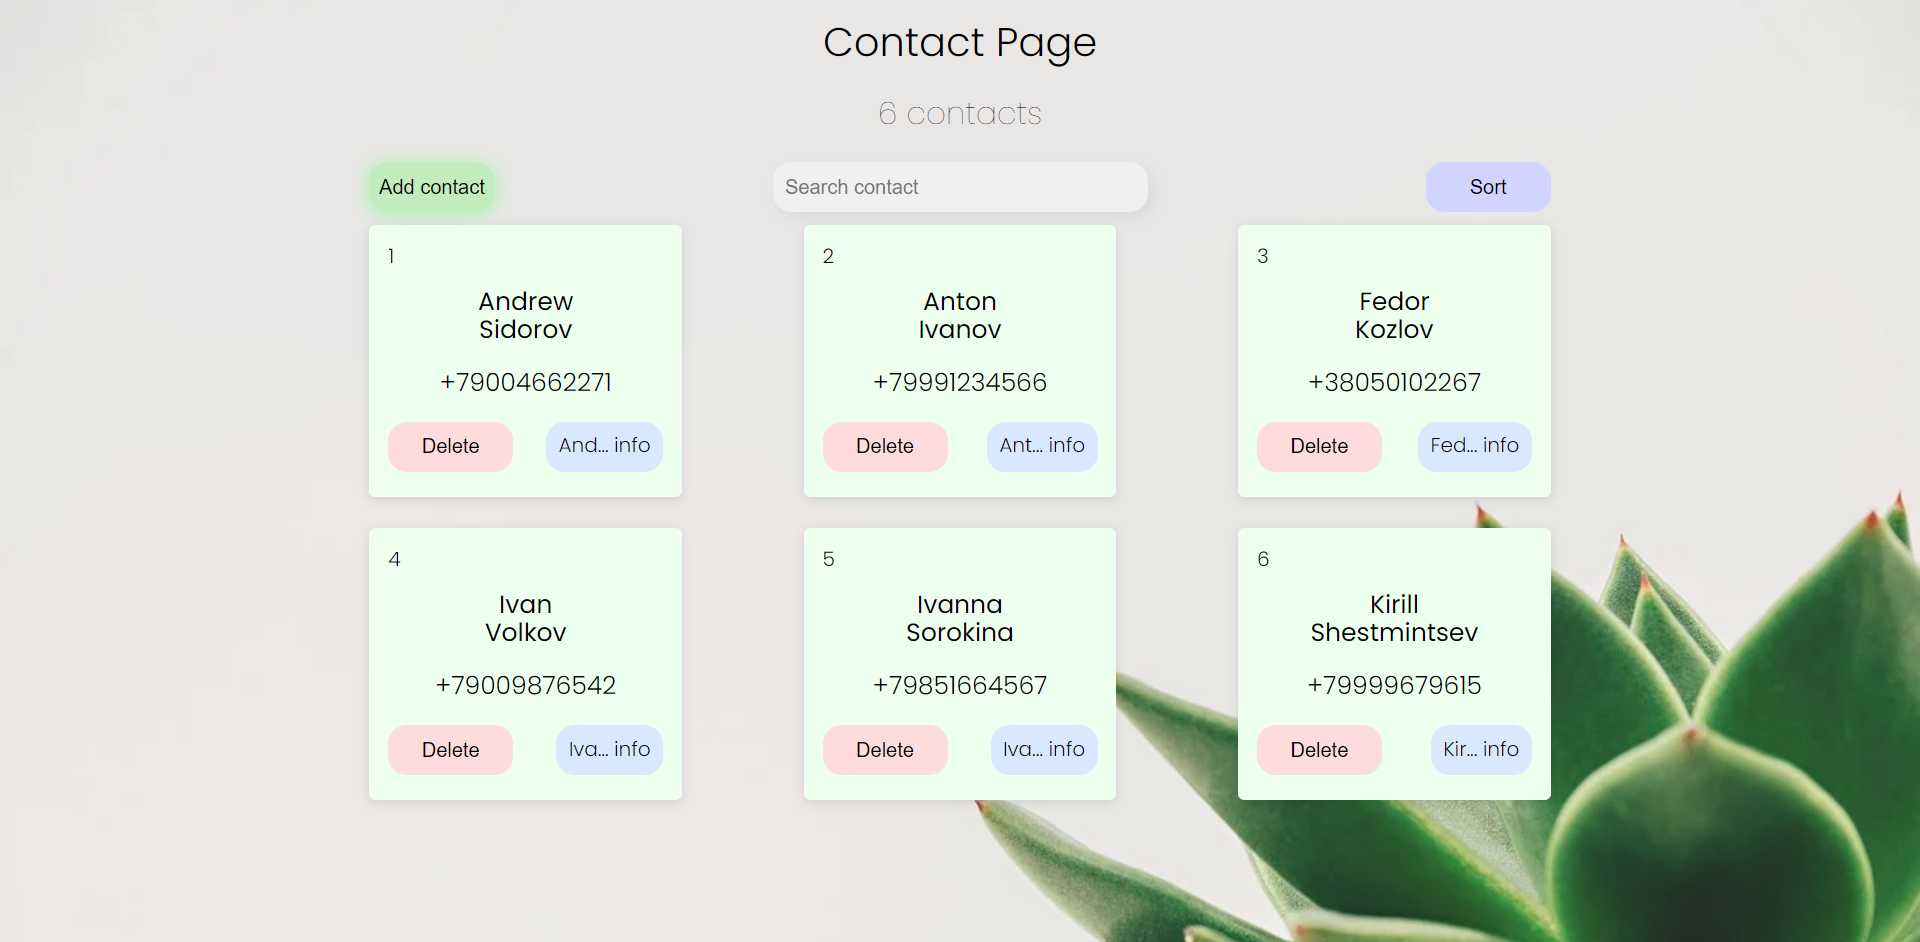 Contact Page
6 contacts
Add contact
Search contact
Sort
1
Andrew
Sidorov
+79004662271
Delete
And... info
2
Anton
Ivanov
+79991234566
Delete
Ant... info
3
Fedor
Kozlov
+38050102267
Delete
Fed... info
4
Ivan
Volkov
+79009876542
Delete
Iva... info
5
Ivanna
Sorokina
+79851664567
Delete
Iva... info
6
Kirill
Shestmintsev
+79999679615
Delete
Kir... info